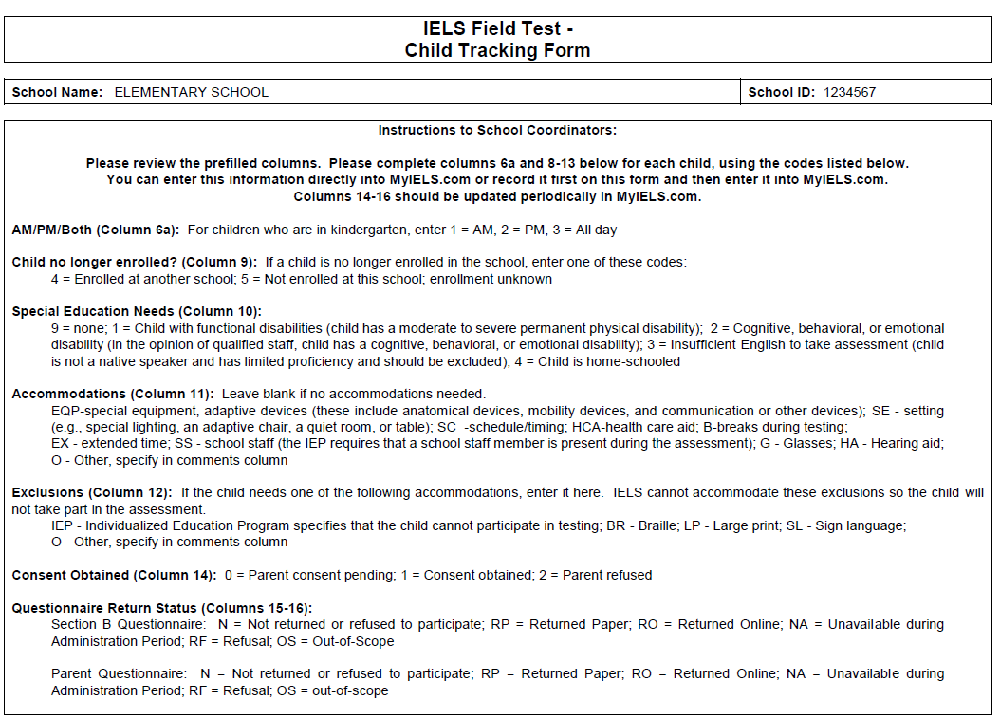 IELS Field Test -
Child Tracking Form
School Name: ELEMENTARY SCHOOL
School ID: 1234567
Instructions to School Coordinators:
Please review the prefilled columns. Please complete columns 6a and 8-13 below for each child, using the codes listed below.
You can enter this information directly into MyIELS.com or record it first on this form and then enter it into MyIELS.com.
Columns 14-16 should be updated periodically in MyIELS.com.
AM/PM/Both (Column 6a): For children who are in kindergarten, enter 1 = AM, 2 = PM, 3 = All day
Child no longer enrolled? (Column 9): If a child is no longer enrolled in the school, enter one of these codes:
4 = Enrolled at another school; 5 = Not enrolled at this school; enrollment unknown
Special Education Needs (Column 10):
9 = none; 1 = Child with functional disabilities (child has a moderate to severe permanent physical disability); 2 = Cognitive, behavioral, or emotional
disability (in the opinion of qualified staff, child has a cognitive, behavioral, or emotional disability); 3 = Insufficient English to take assessment (child
is not a native speaker and has limited proficiency and should be excluded); 4 = Child is home-schooled
Accommodations (Column 11): Leave blank if no accommodations needed.
EQP-special equipment, adaptive devices (these include anatomical devices, mobility devices, and communication or other devices); SE - setting
(e.g., special lighting, an adaptive chair, a quiet room, or table); SC -schedule/timing; HCA-health care aid; B-breaks during testing;
EX - extended time; SS - school staff (the IEP requires that a school staff member is present during the assessment); G - Glasses; HA - Hearing aid;
O - Other, specify in comments column
Exclusions (Column 12): If the child needs one of the following accommodations, enter it here. IELS cannot accommodate these exclusions so the child will
not take part in the assessment.
IEP - Individualized Education Program specifies that the child cannot participate in testing; BR - Braille; LP - Large print; SL - Sign language;
O - Other, specify in comments column
Consent Obtained (Column 14): 0 = Parent consent pending; 1 = Consent obtained; 2 = Parent refused
Questionnaire Return Status (Columns 15-16):
Section B Questionnaire: N = Not returned or refused to participate; RP = Returned Paper; RO = Returned Online; NA = Unavailable during
Administration Period; RF = Refusal; OS = Out-of-Scope
Parent Questionnaire: N = Not returned or refused to participate; RP = Returned Paper; RO = Returned Online; NA = Unavailable during
Administration Period; RF = Refusal; OS = out-of-scope